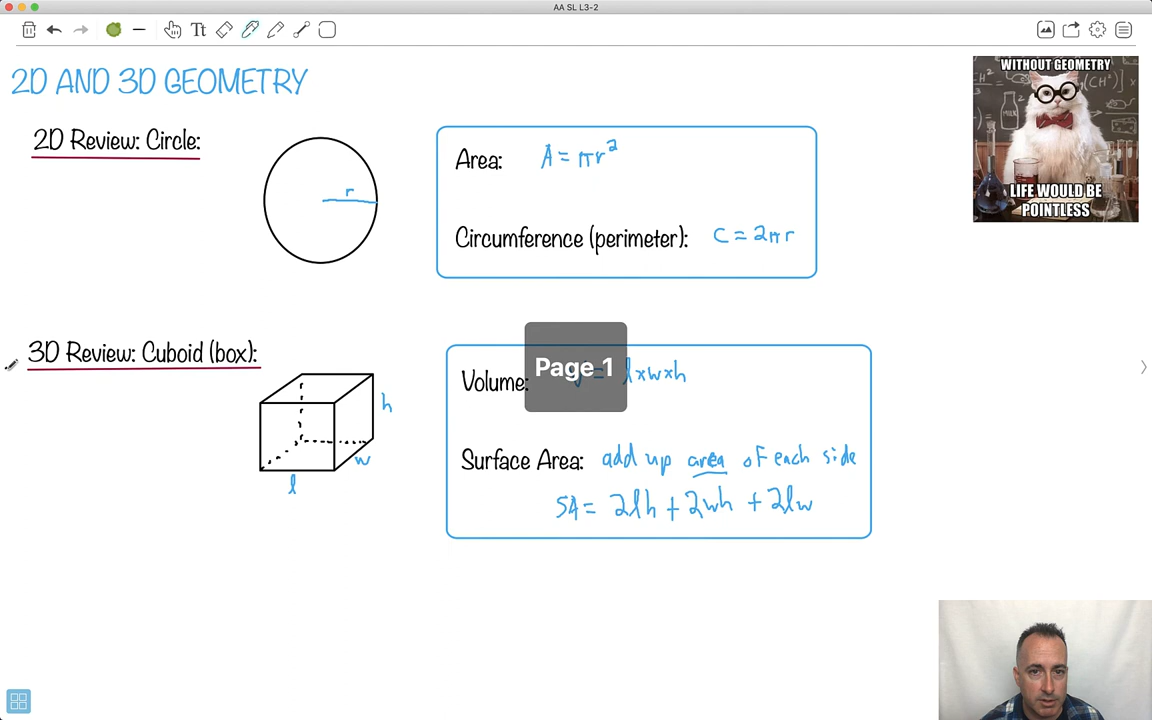 AA SL L3-2
Tt
2D AND 3D GEOMETRY
WITHOUT GEOMETRY
LIFE WOULD BE
POINTLESS
2D Review: Circle:
r
Area: A = πr²
Circumference (perimeter): C = 2πr
3D Review: Cuboid (box):
h
w
l
Page 1
Volume: = l×w×h
Surface Area: add up area of each side
SA = 2lh + 2wh + 2lw